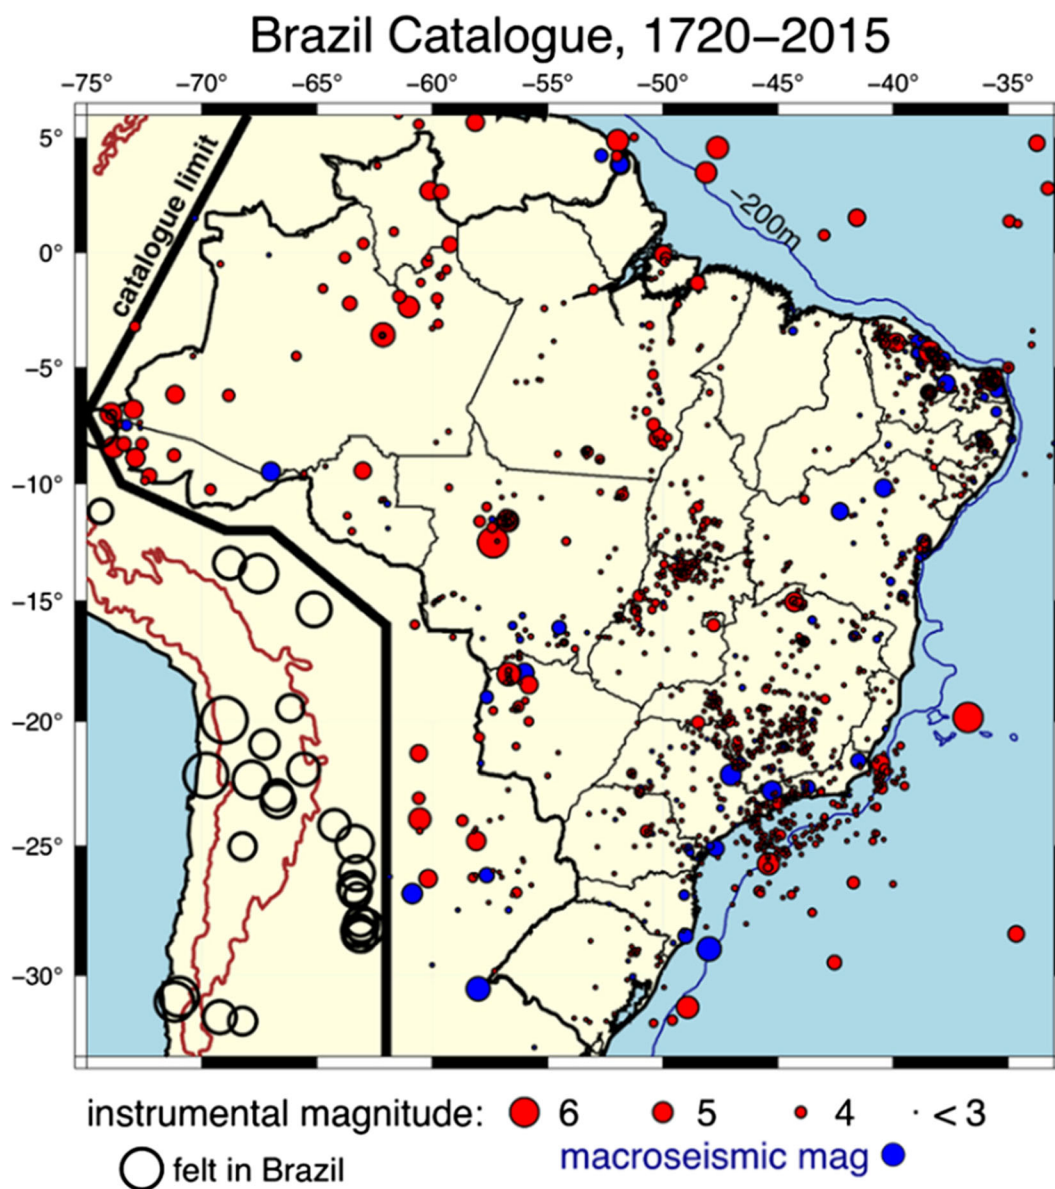 Brazil Catalogue, 1720−2015
−75° −70° −65° −60° −55° −50° −45° −40° −35°
5°
catalogue limit
−200m
0°
−5°
−10°
−15°
−20°
−25°
−30°
instrumental magnitude: 6 5 4 < 3
felt in Brazil macroseismic mag